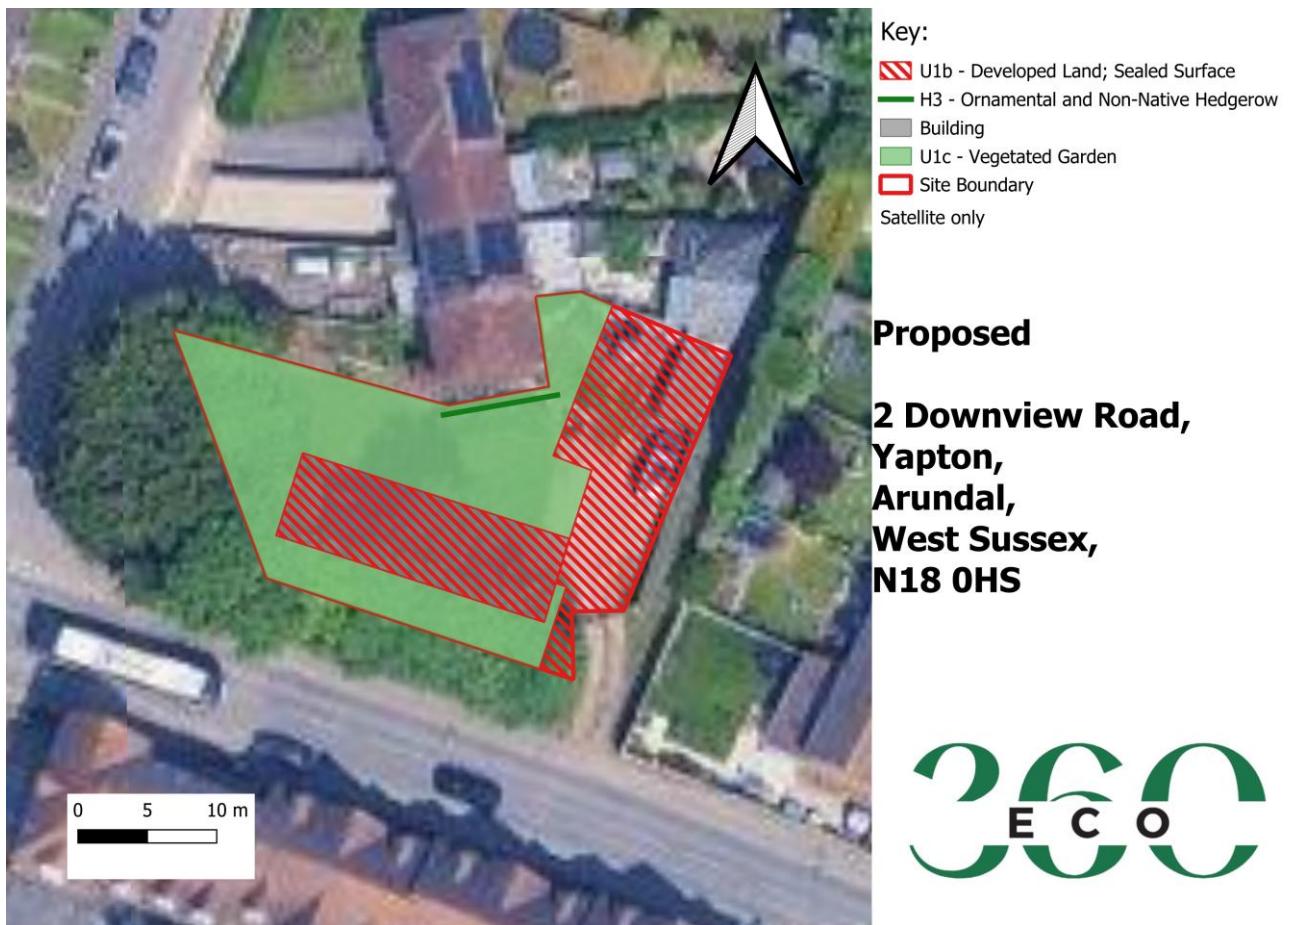 Key:
U1b - Developed Land; Sealed Surface
H3 - Ornamental and Non-Native Hedgerow
Building
U1c - Vegetated Garden
Site Boundary
Satellite only
Proposed
2 Downview Road,
Yapton,
Arundal,
West Sussex,
N18 0HS
0 5 10 m
360
ECO